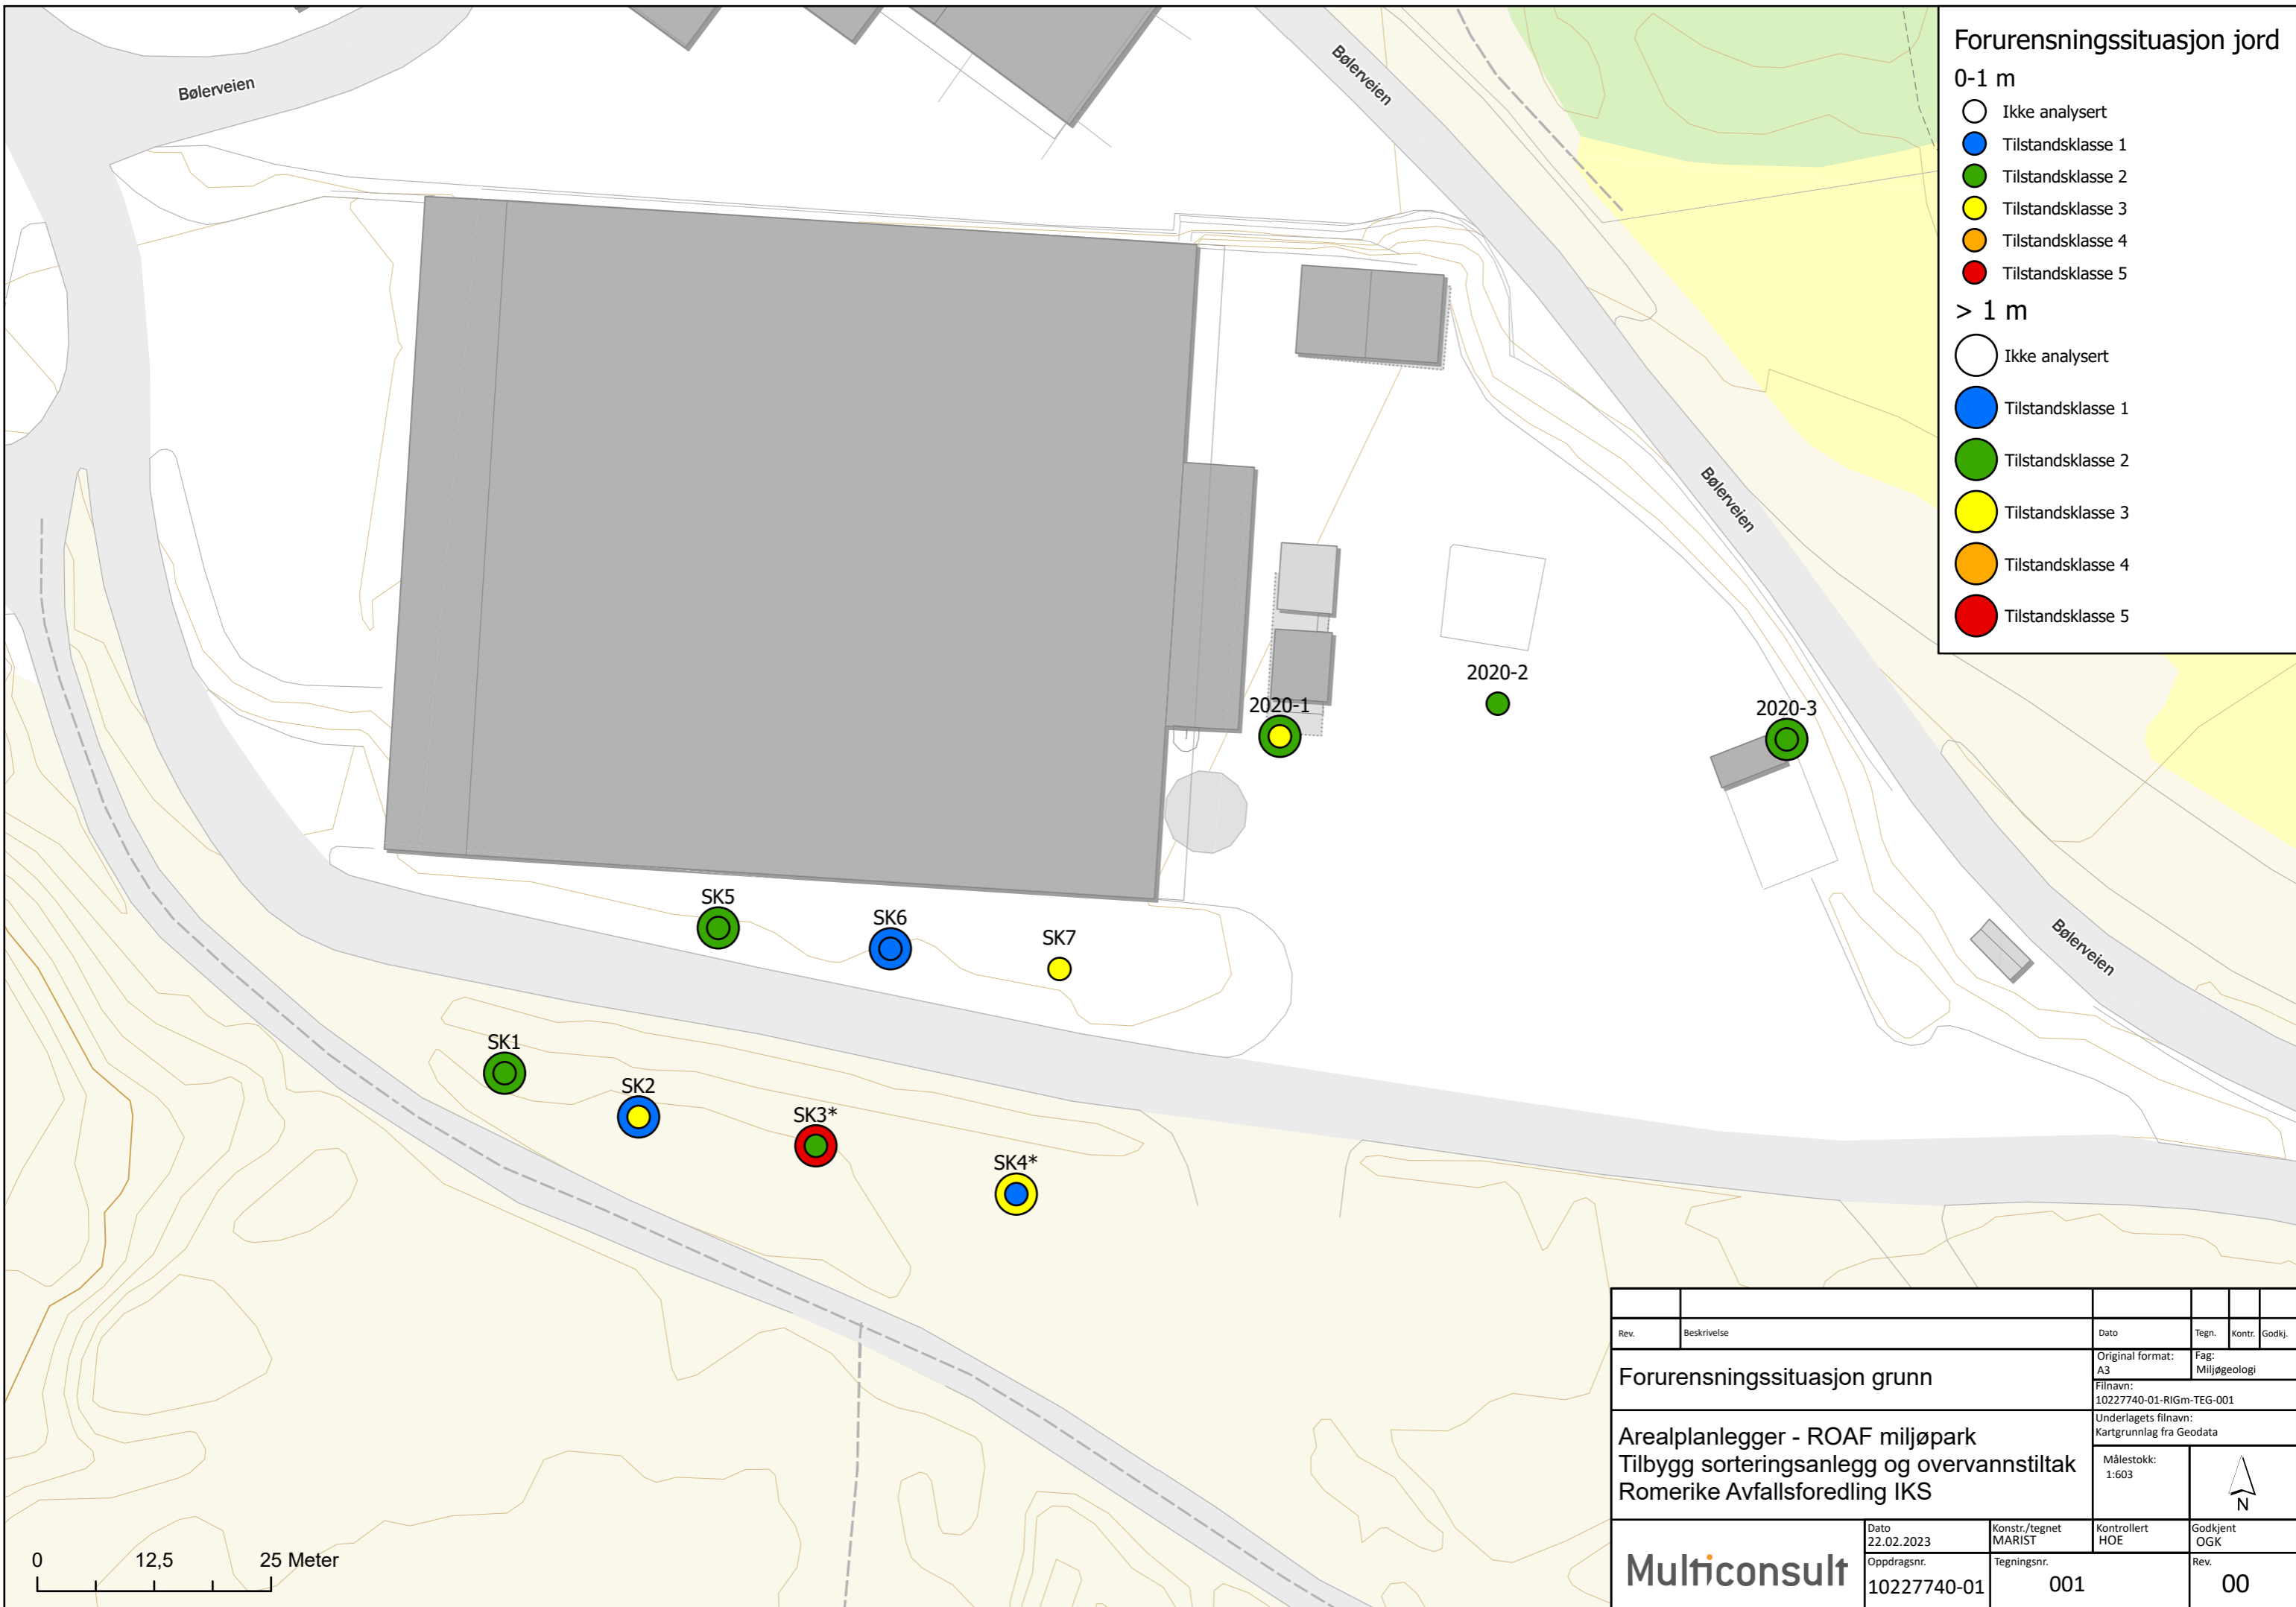 Bølerveien
Bølerveien
Bølerveien
Bølerveien
Forurensningssituasjon jord
0-1 m
Ikke analysert
Tilstandsklasse 1
Tilstandsklasse 2
Tilstandsklasse 3
Tilstandsklasse 4
Tilstandsklasse 5
> 1 m
Ikke analysert
Tilstandsklasse 1
Tilstandsklasse 2
Tilstandsklasse 3
Tilstandsklasse 4
Tilstandsklasse 5
2020-1
2020-2
2020-3
SK5
SK6
SK7
SK1
SK2
SK3*
SK4*
0 12,5 25 Meter
Rev. Beskrivelse Dato Tegn. Kontr. Godkj.
Forurensningssituasjon grunn
Original format:
A3
Fag:
Miljøgeologi
Filnavn:
10227740-01-RIGm-TEG-001
Underlagets filnavn:
Kartgrunnlag fra Geodata
Arealplanlegger - ROAF miljøpark
Tilbygg sorteringsanlegg og overvannstiltak
Romerike Avfallsforedling IKS
Målestokk:
1:603
N
Multiconsult
Dato
22.02.2023
Konstr./tegnet
MARIST
Kontrollert
HOE
Godkjent
OGK
Oppdragsnr.
10227740-01
Tegningsnr.
001
Rev.
00